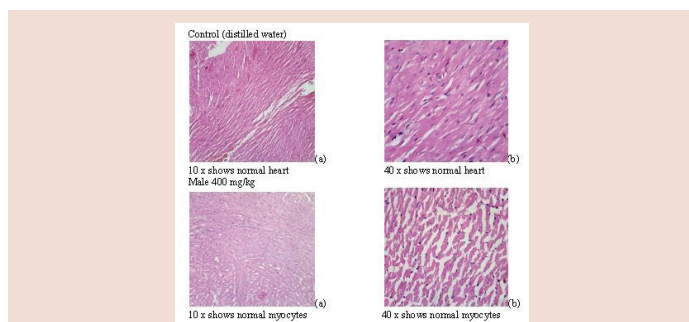 Control (distilled water)
(a)
(b)
10 x shows normal heart
40 x shows normal heart
Male 400 mg/kg
(a)
(b)
10 x shows normal myocytes
40 x shows normal myocytes